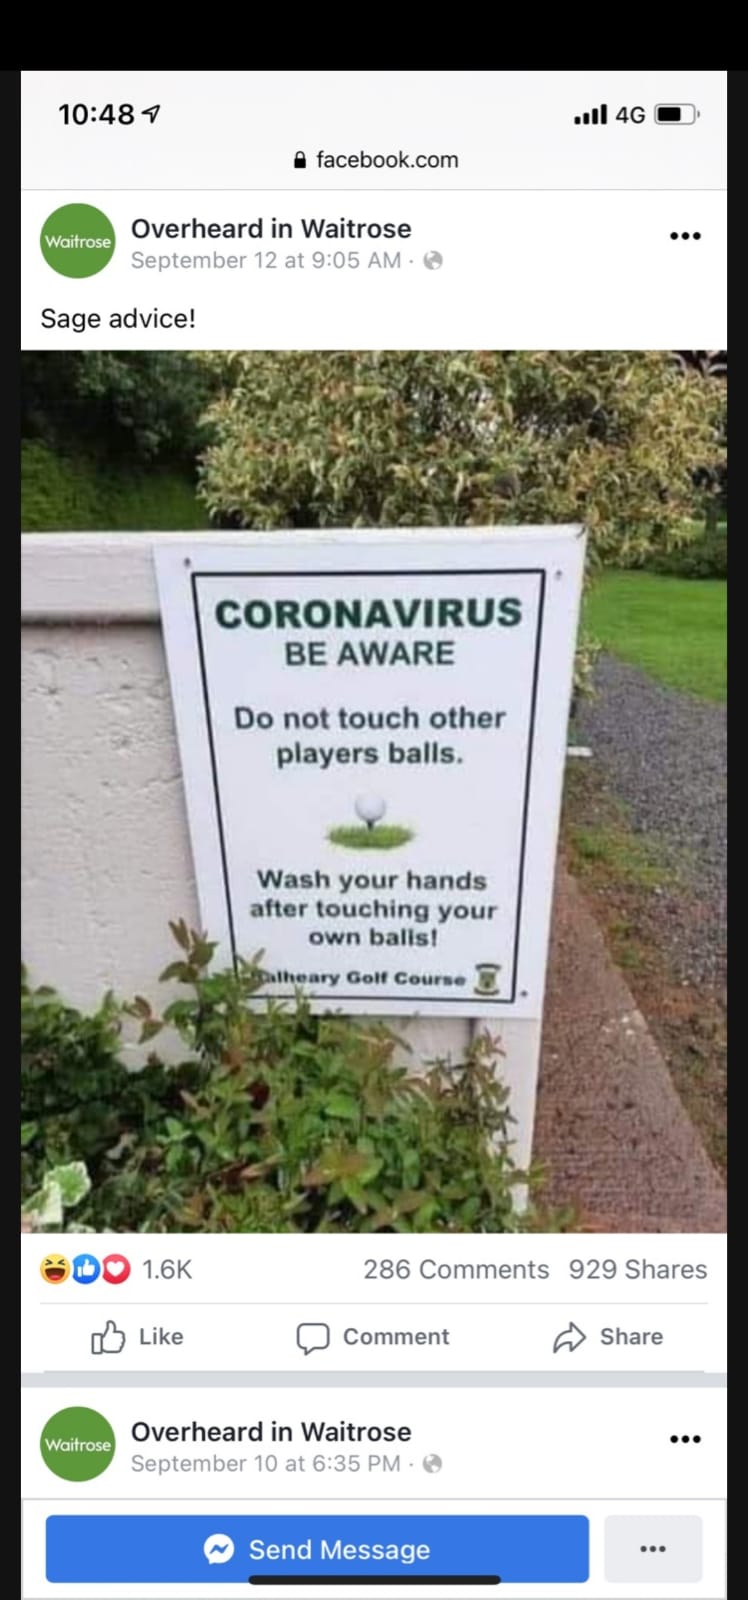 10:48
4G
facebook.com
Waitrose
Overheard in Waitrose
September 12 at 9:05 AM ·
Sage advice!
CORONAVIRUS
BE AWARE
Do not touch other
players balls.
Wash your hands
after touching your
own balls!
Golf Course
1.6K
286 Comments 929 Shares
Like
Comment
Share
Waitrose
Overheard in Waitrose
September 10 at 6:35 PM ·
Send Message